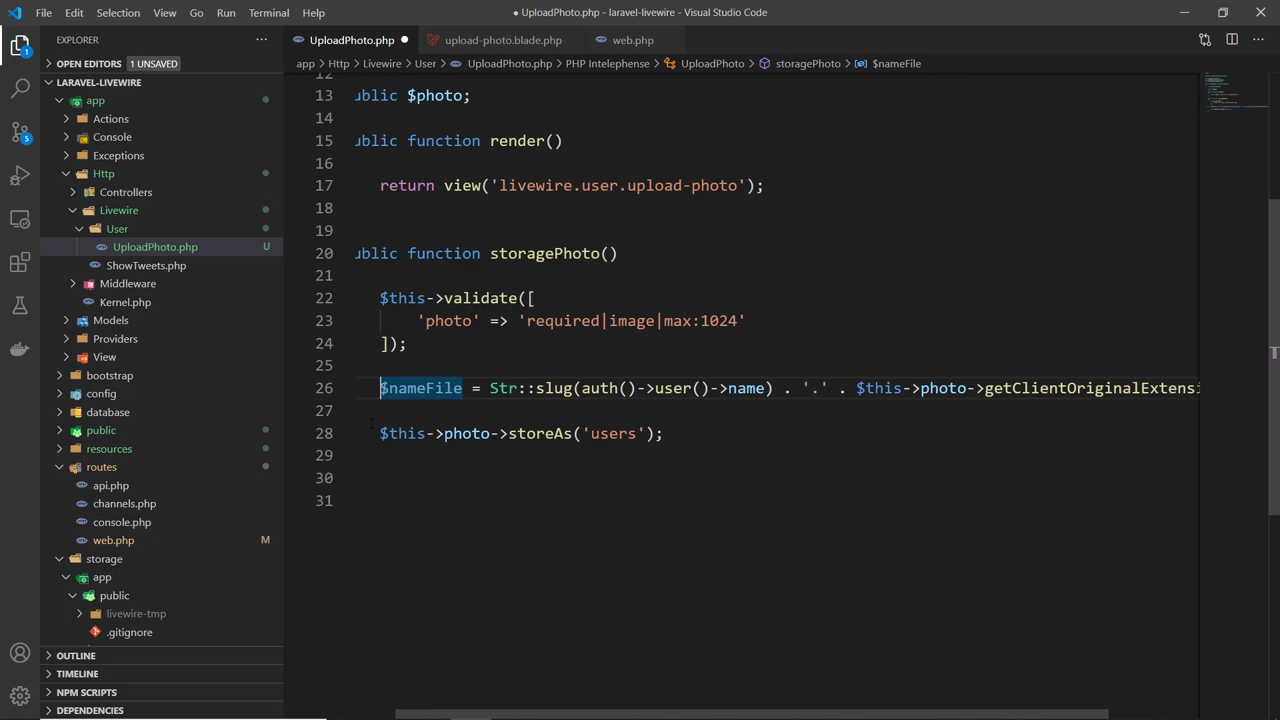 File Edit Selection View Go Run Terminal Help ● UploadPhoto.php - laravel-livewire - Visual Studio Code
EXPLORER
UploadPhoto.php upload-photo.blade.php web.php
OPEN EDITORS 1 UNSAVED
app > Http > Livewire > User > UploadPhoto.php > PHP Intelephense > UploadPhoto > storagePhoto > $nameFile
LARAVEL-LIVEWIRE
app
Actions
Console
Exceptions
Http
Controllers
Livewire
User
UploadPhoto.php U
ShowTweets.php
Middleware
Kernel.php
Models
Providers
View
bootstrap
config
database
public
resources
routes
api.php
channels.php
console.php
web.php M
storage
app
public
livewire-tmp
.gitignore
OUTLINE
TIMELINE
NPM SCRIPTS
DEPENDENCIES
1
5
12
13 ublic $photo;
14
15 ublic function render()
16
17 return view('livewire.user.upload-photo');
18
19
20 ublic function storagePhoto()
21
22 $this->validate([
23 'photo' => 'required|image|max:1024'
24 ]);
25
26 $nameFile = Str::slug(auth()->user()->name) . '.' . $this->photo->getClientOriginalExtensi
27
28 $this->photo->storeAs('users');
29
30
31